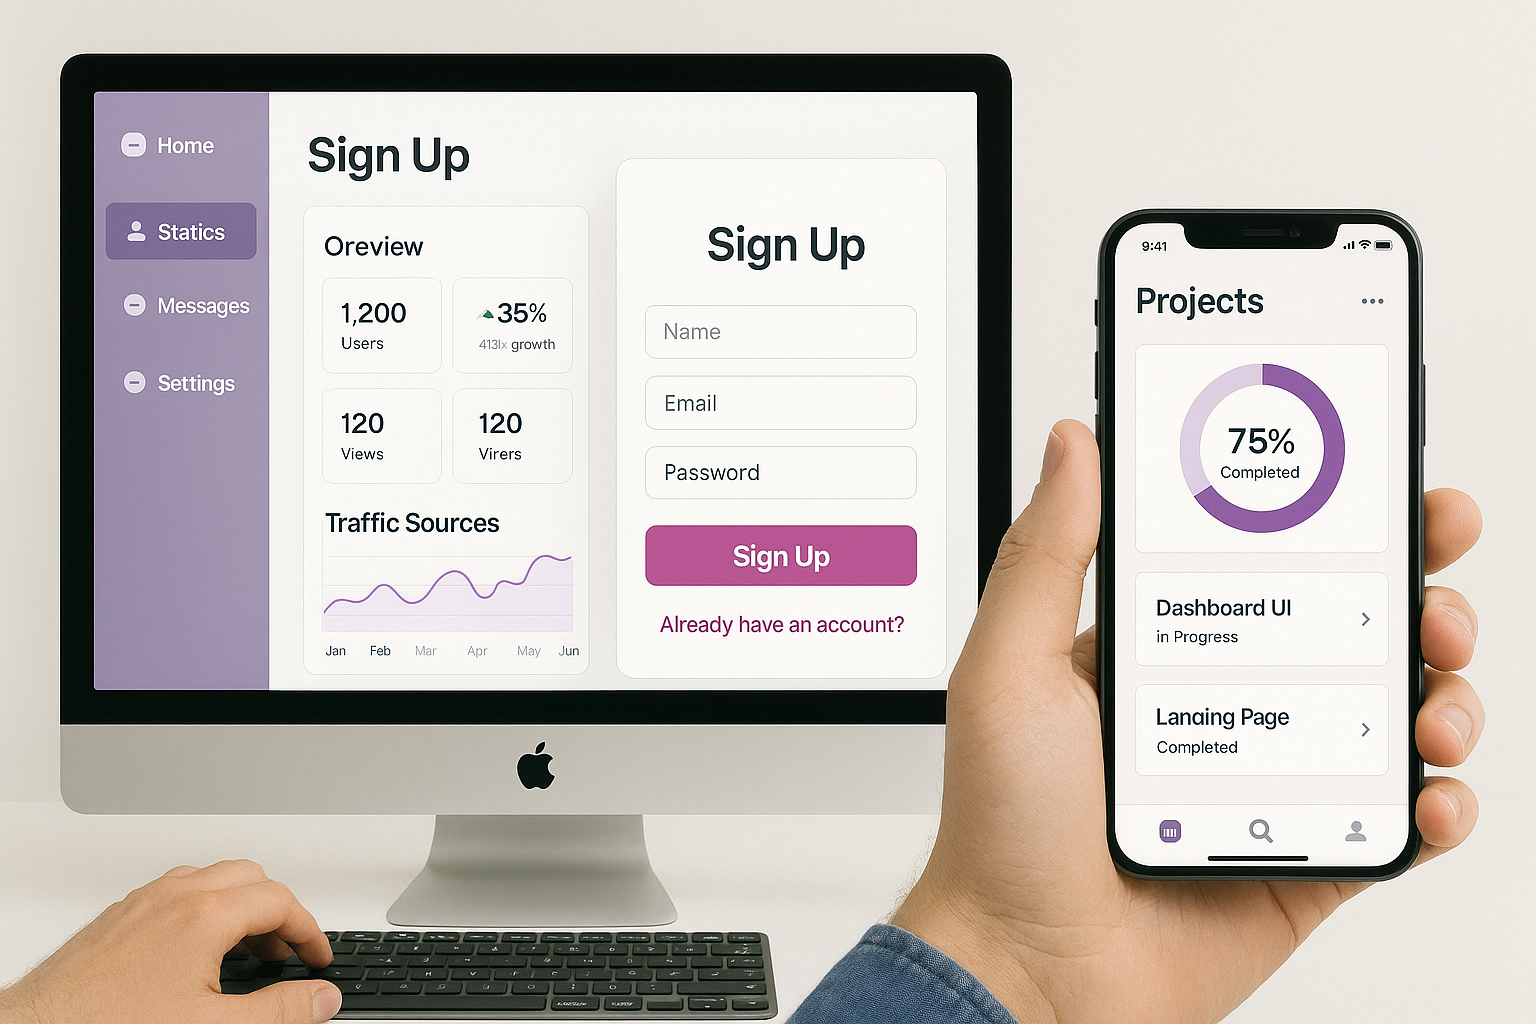 Home
Statics
Messages
Settings
Sign Up
Oreview
1,200
Users
35%
413lx growth
120
Views
120
Virers
Traffic Sources
Jan Feb Mar Apr May Jun
Sign Up
Name
Email
Password
Sign Up
Already have an account?
9:41
Projects
75%
Completed
Dashboard UI
in Progress
Landing Page
Completed